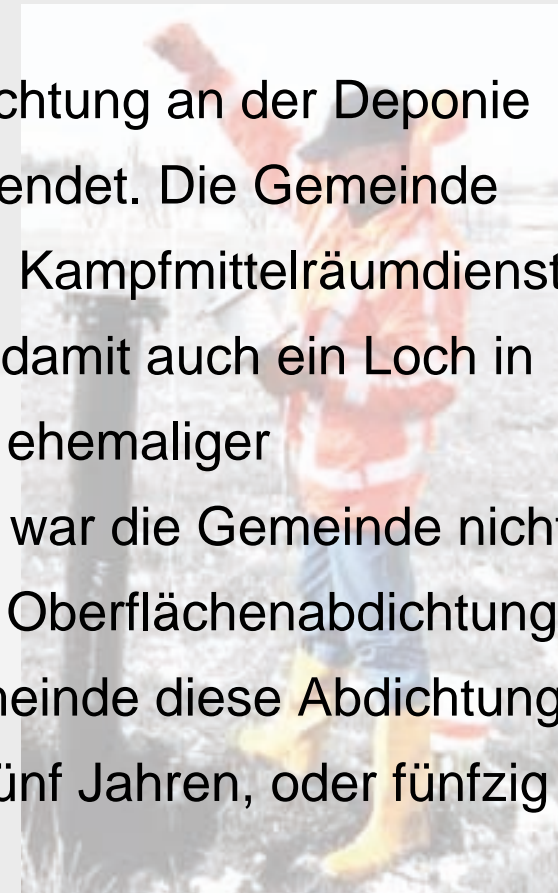 chtung an der Deponie
endet. Die Gemeinde
Kampfmittelräumdienst
damit auch ein Loch in
ehemaliger
war die Gemeinde nicht
Oberflächenabdichtung
einde diese Abdichtung
ünf Jahren, oder fünfzig